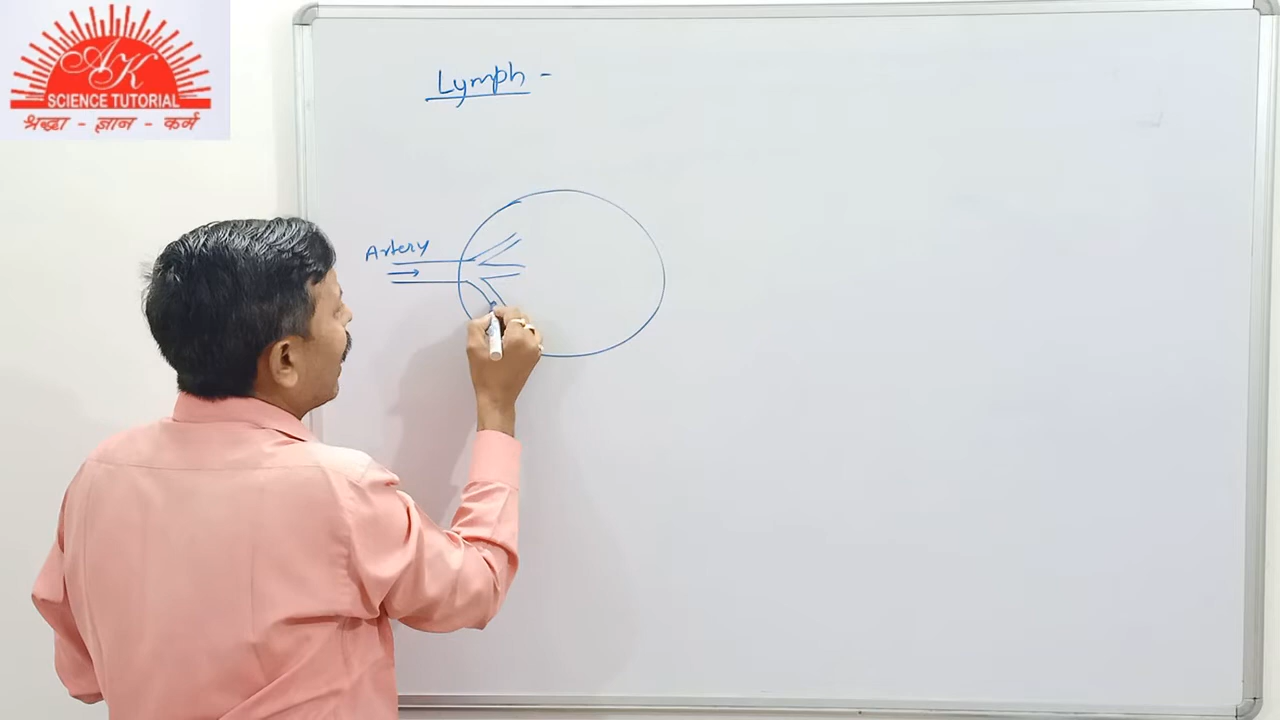 AK
SCIENCE TUTORIAL
श्रद्धा - ज्ञान - कर्म
Lymph -
Artery